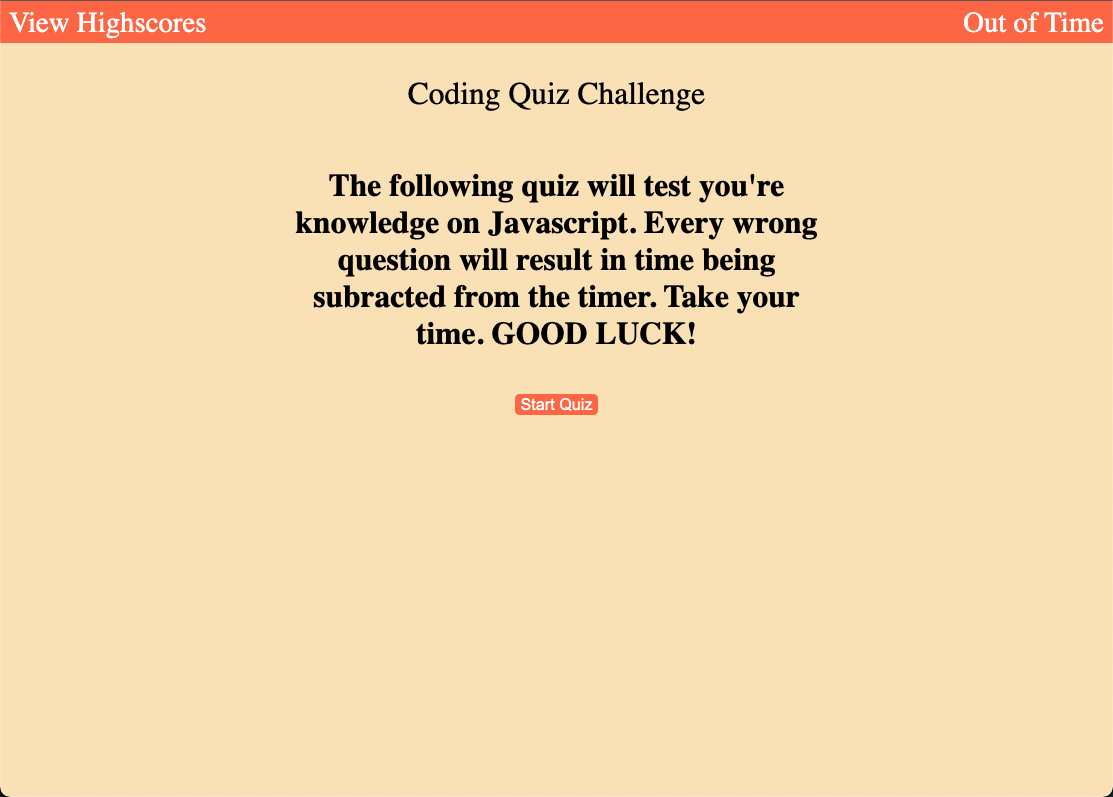 View Highscores
Out of Time
Coding Quiz Challenge
The following quiz will test you're
knowledge on Javascript. Every wrong
question will result in time being
subracted from the timer. Take your
time. GOOD LUCK!
Start Quiz